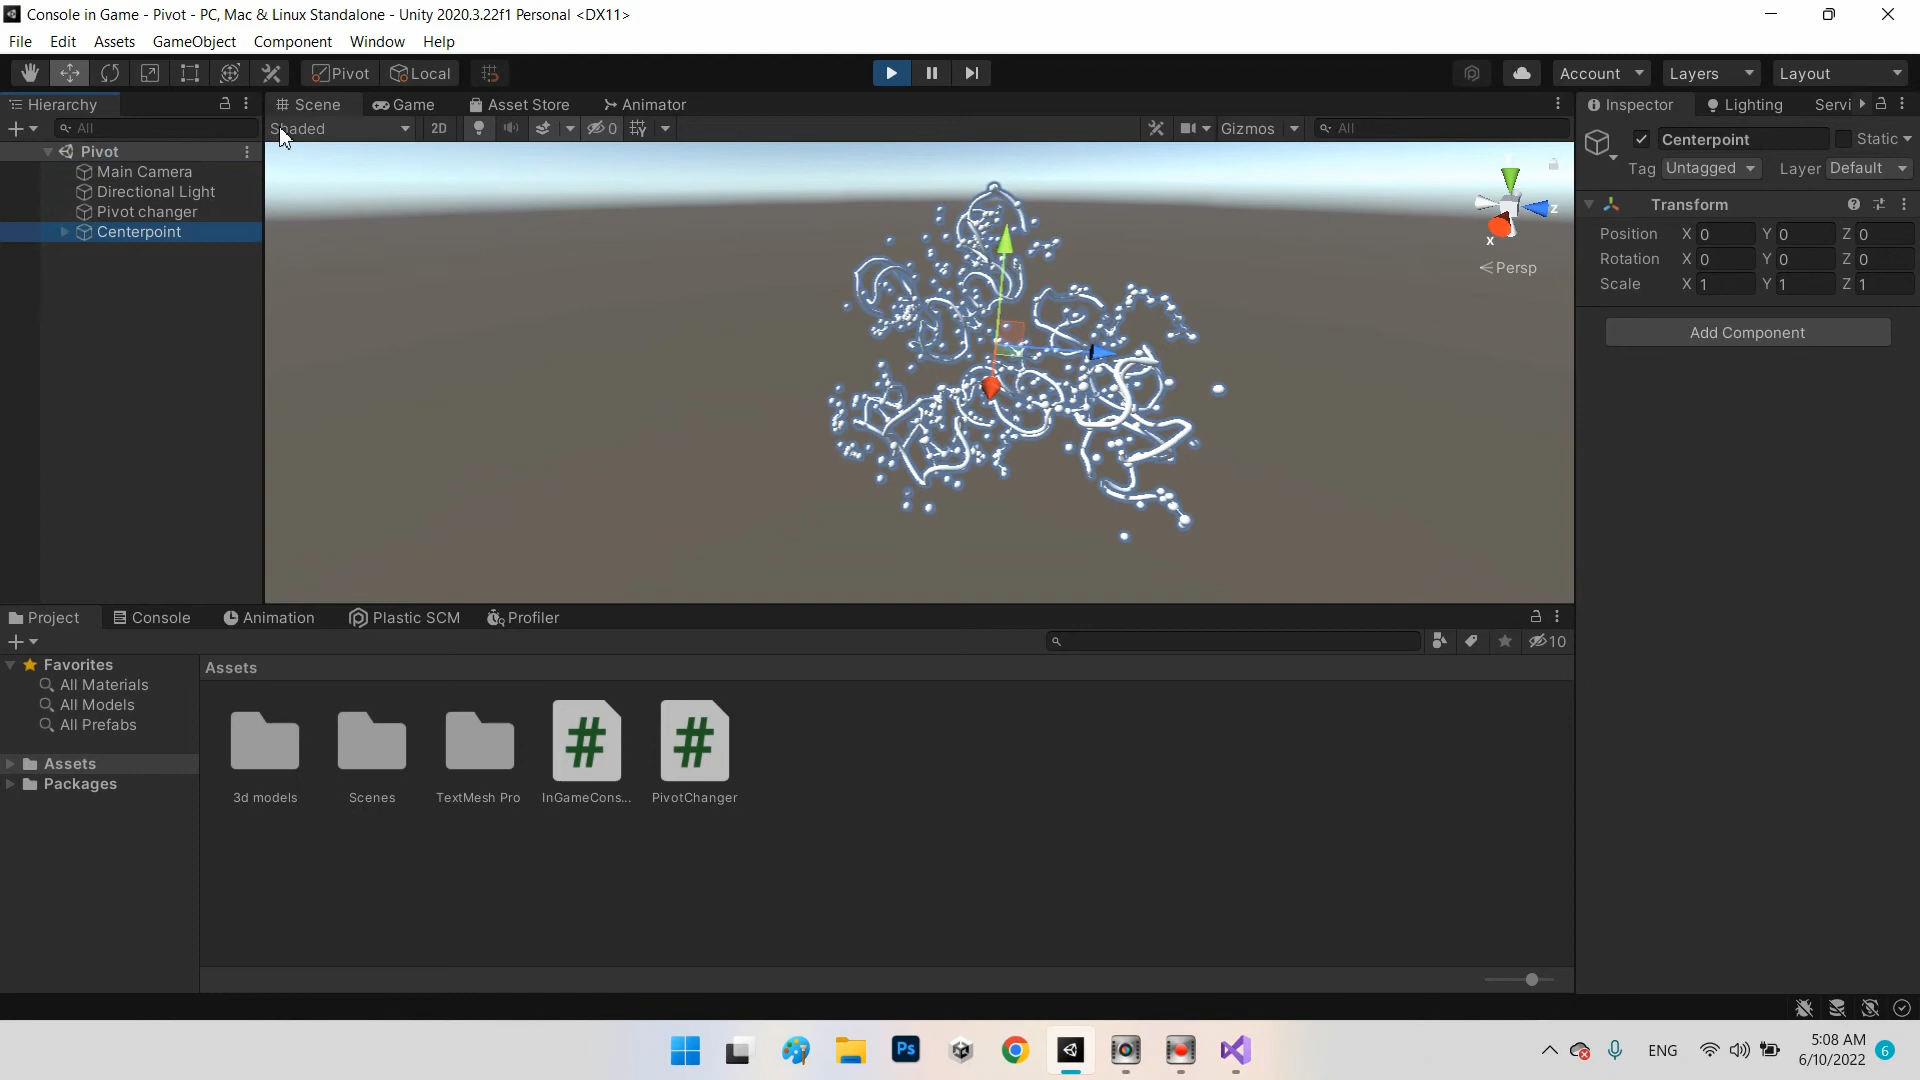 Console in Game - Pivot - PC, Mac & Linux Standalone - Unity 2020.3.22f1 Personal <DX11>
File Edit Assets GameObject Component Window Help
Pivot Local Account Layers Layout
Hierarchy Scene Game Asset Store Animator Inspector Lighting Servi
All Shaded 2D 0 Gizmos All
Pivot
Main Camera
Directional Light
Pivot changer
Centerpoint
x z
Persp
Centerpoint Static
Tag Untagged Layer Default
Transform
Position X 0 Y 0 Z 0
Rotation X 0 Y 0 Z 0
Scale X 1 Y 1 Z 1
Add Component
Project Console Animation Plastic SCM Profiler
10
Favorites
All Materials
All Models
All Prefabs
Assets
Packages
Assets
3d models Scenes TextMesh Pro InGameCons... PivotChanger
Ps
ENG
5:08 AM
6/10/2022
6